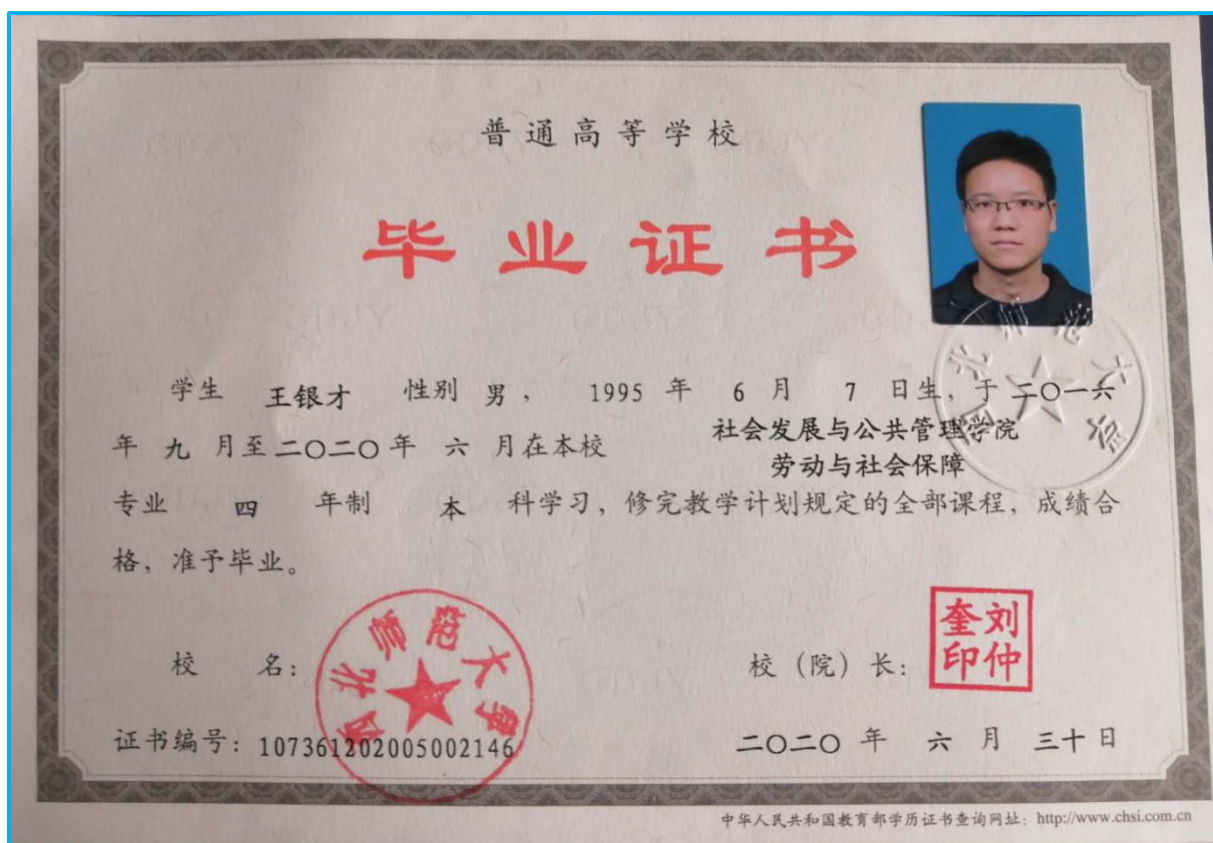 普通高等学校
毕业证书
学生 王银才 性别 男，1995 年 6 月 7 日生，于二〇一六
年 九 月至二〇二〇年 六 月在本校 社会发展与公共管理学院
劳动与社会保障
专业 四 年制 本 科学习，修完教学计划规定的全部课程，成绩合
格，准予毕业。
校 名：
西北师范大学
校（院）长：
刘仲奎印
证书编号：107361202005002146
二〇二〇 年 六 月 三十日
中华人民共和国教育部学历证书查询网址：http://www.chsi.com.cn